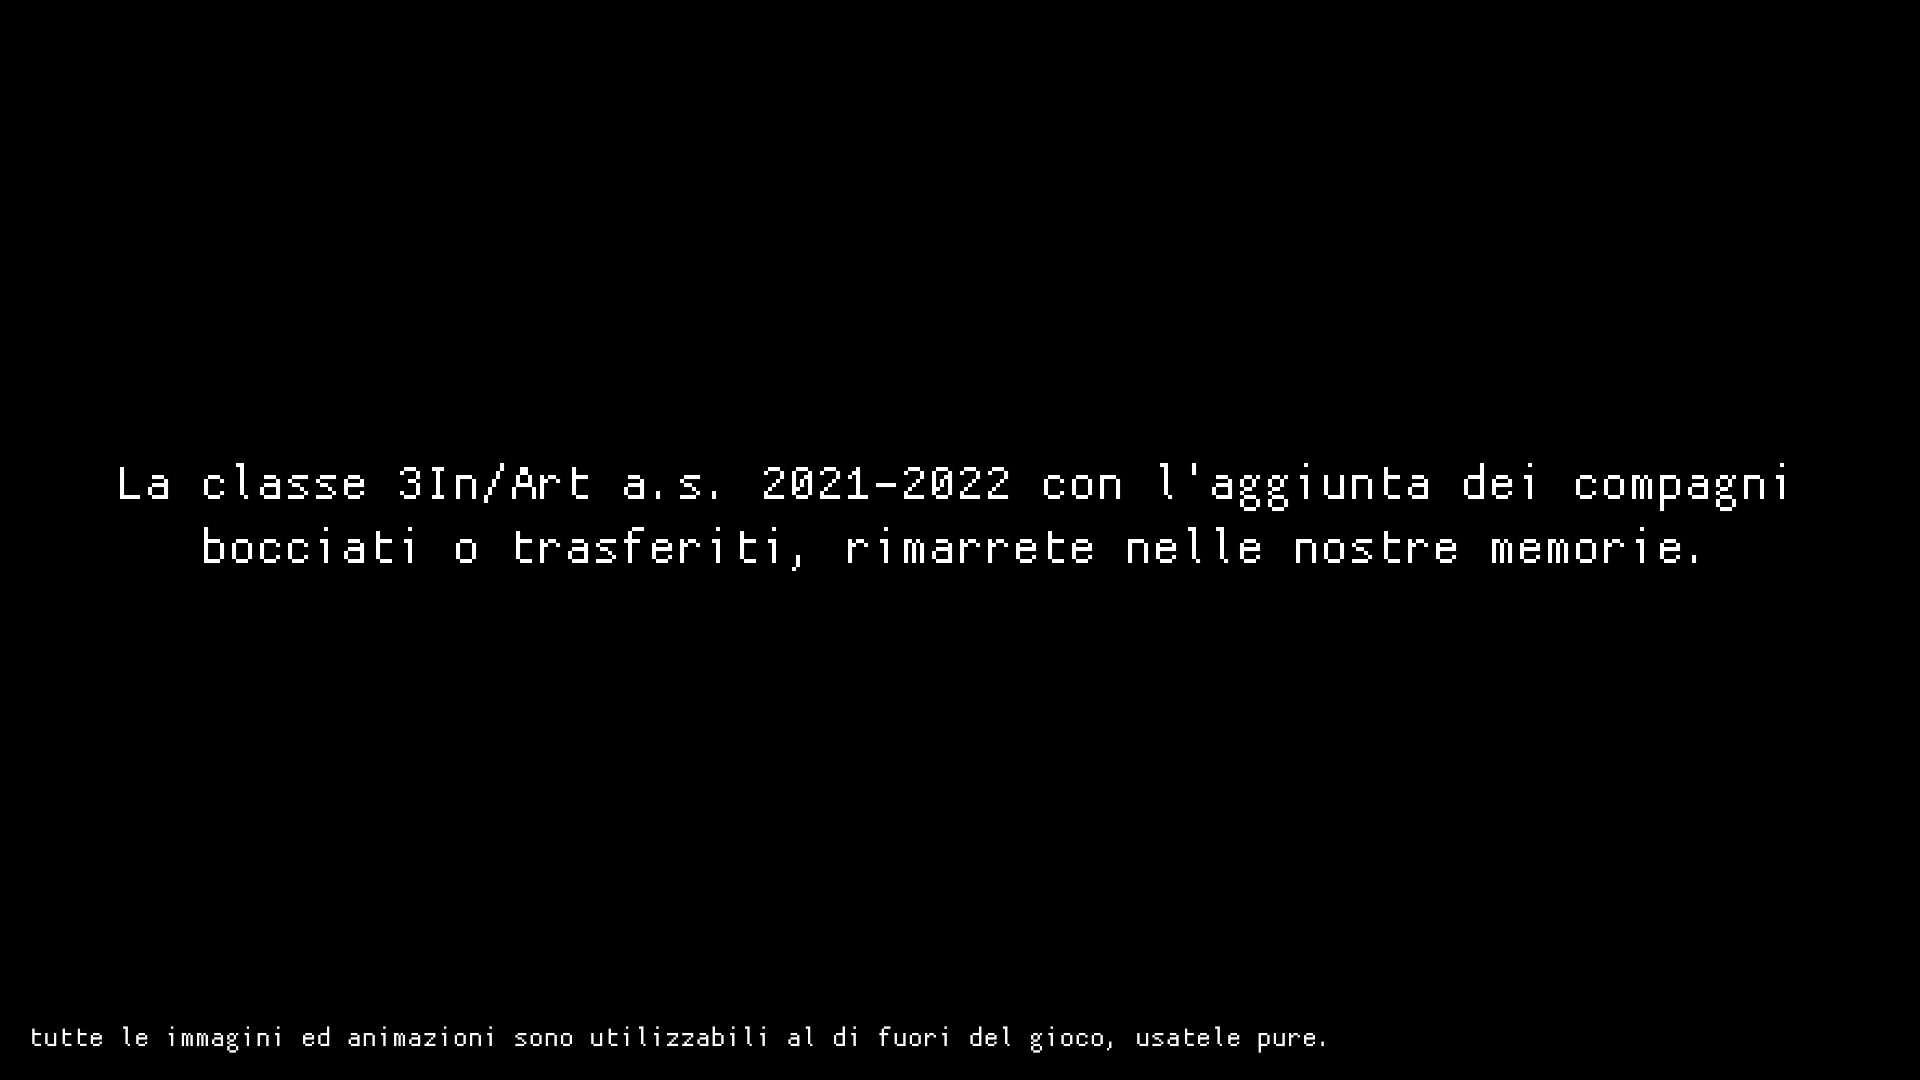 La classe 3In/Art a.s. 2021-2022 con l'aggiunta dei compagni
bocciati o trasferiti, rimarrete nelle nostre memorie.
tutte le immagini ed animazioni sono utilizzabili al di fuori del gioco, usatele pure.